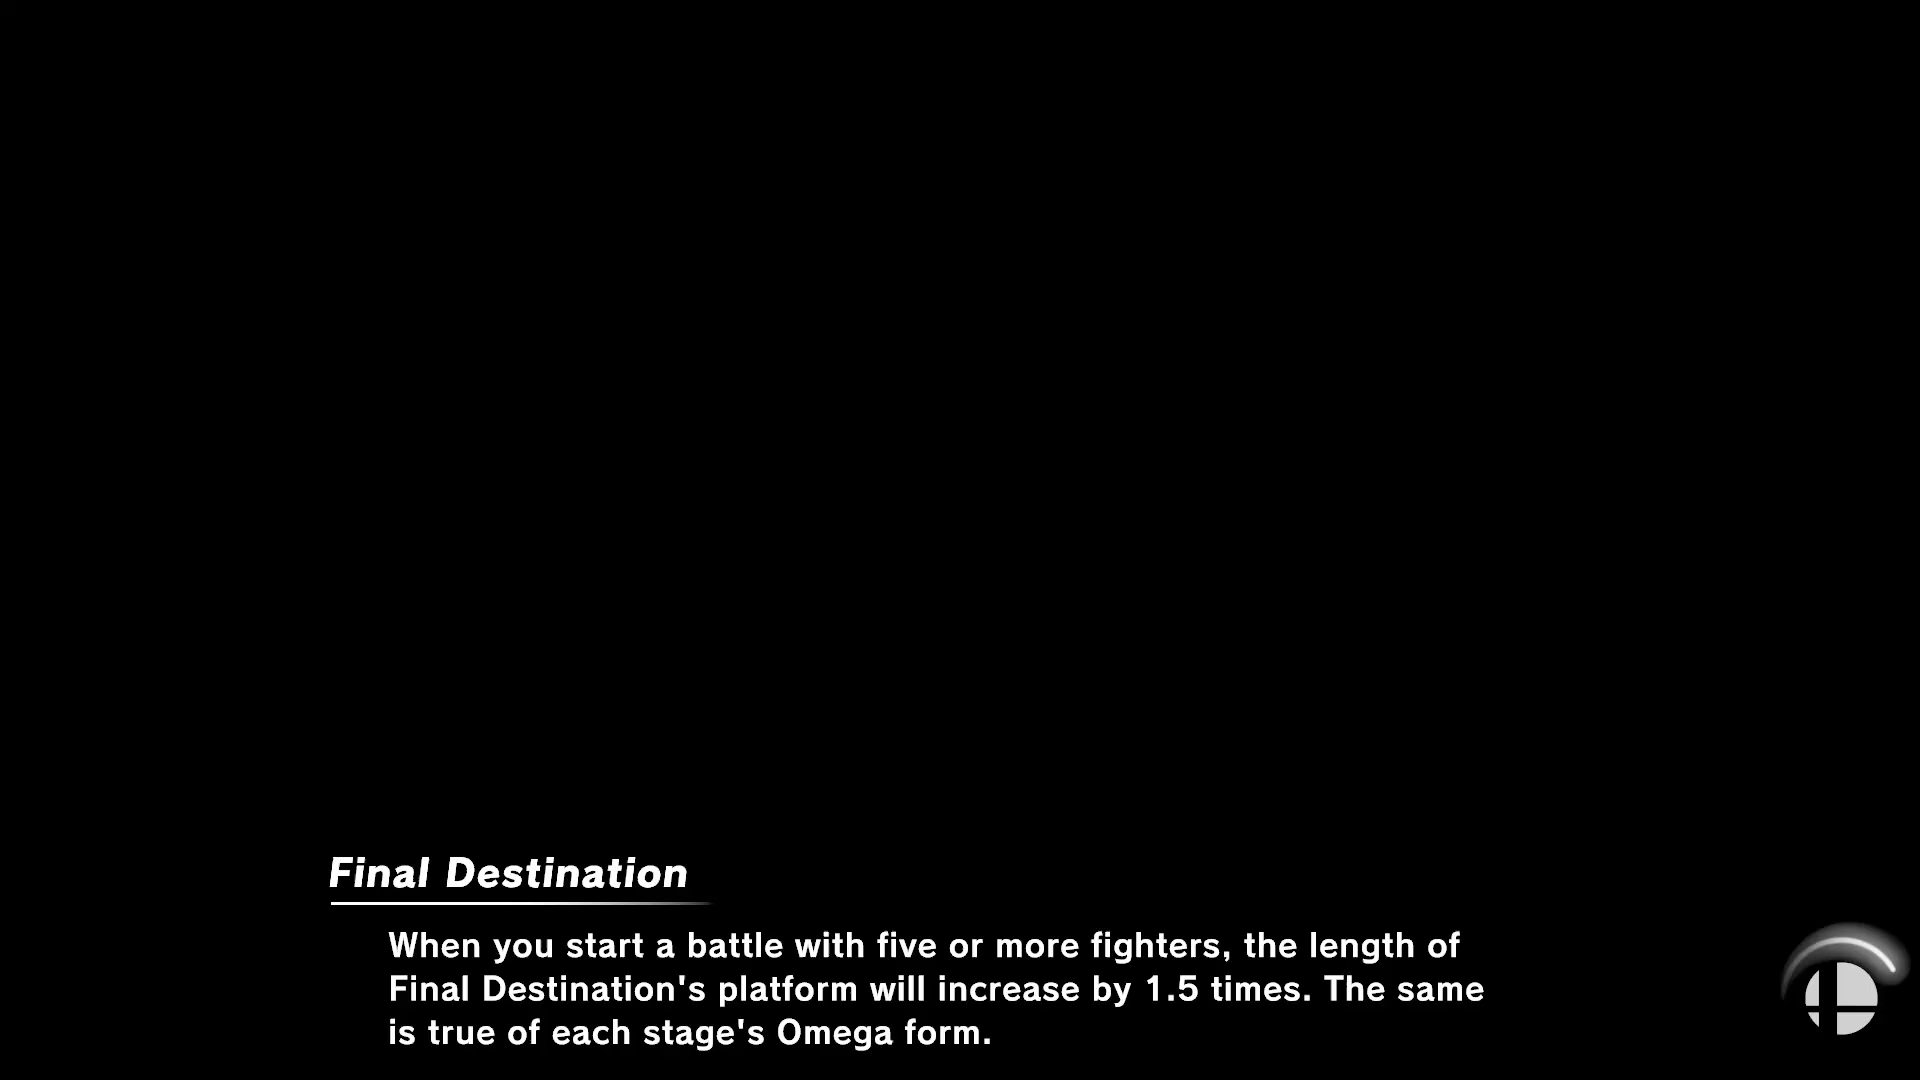 Final Destination
When you start a battle with five or more fighters, the length of
Final Destination's platform will increase by 1.5 times. The same
is true of each stage's Omega form.